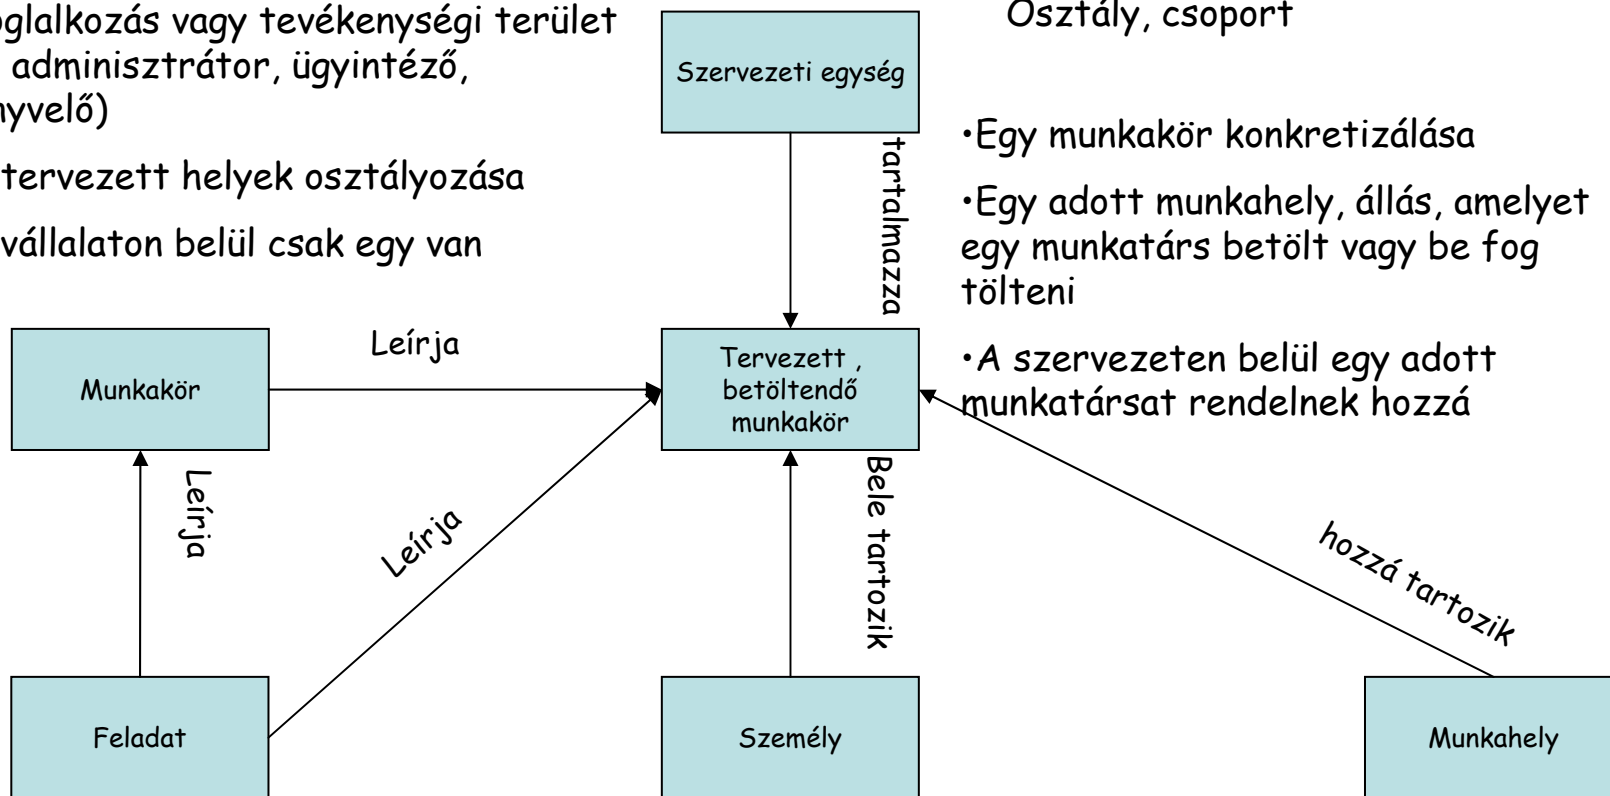 oglalkozás vagy tevékenységi terület
adminisztrátor, ügyintéző,
nyvelő)
tervezett helyek osztályozása
vállalaton belül csak egy van
Szervezeti egység
Osztály, csoport
tartalmazza
•Egy munkakör konkretizálása
•Egy adott munkahely, állás, amelyet
egy munkatárs betölt vagy be fog
tölteni
•A szervezeten belül egy adott
munkatársat rendelnek hozzá
Munkakör
Leírja
Tervezett ,
betöltendő
munkakör
Leírja
Leírja
Bele tartozik
hozzá tartozik
Feladat
Személy
Munkahely